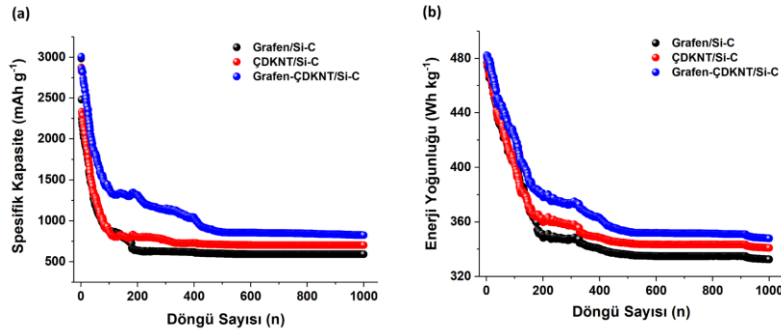 (a)
Grafen/Si-C
ÇDKNT/Si-C
Grafen-ÇDKNT/Si-C
Spesifik Kapasite (mAh g⁻¹)
3000
2500
2000
1500
1000
500
0
200
400
600
800
1000
Döngü Sayısı (n)
(b)
Grafen/Si-C
ÇDKNT/Si-C
Grafen-ÇDKNT/Si-C
Enerji Yogunluğu (Wh kg⁻¹)
480
440
400
360
320
0
200
400
600
800
1000
Döngü Sayısı (n)